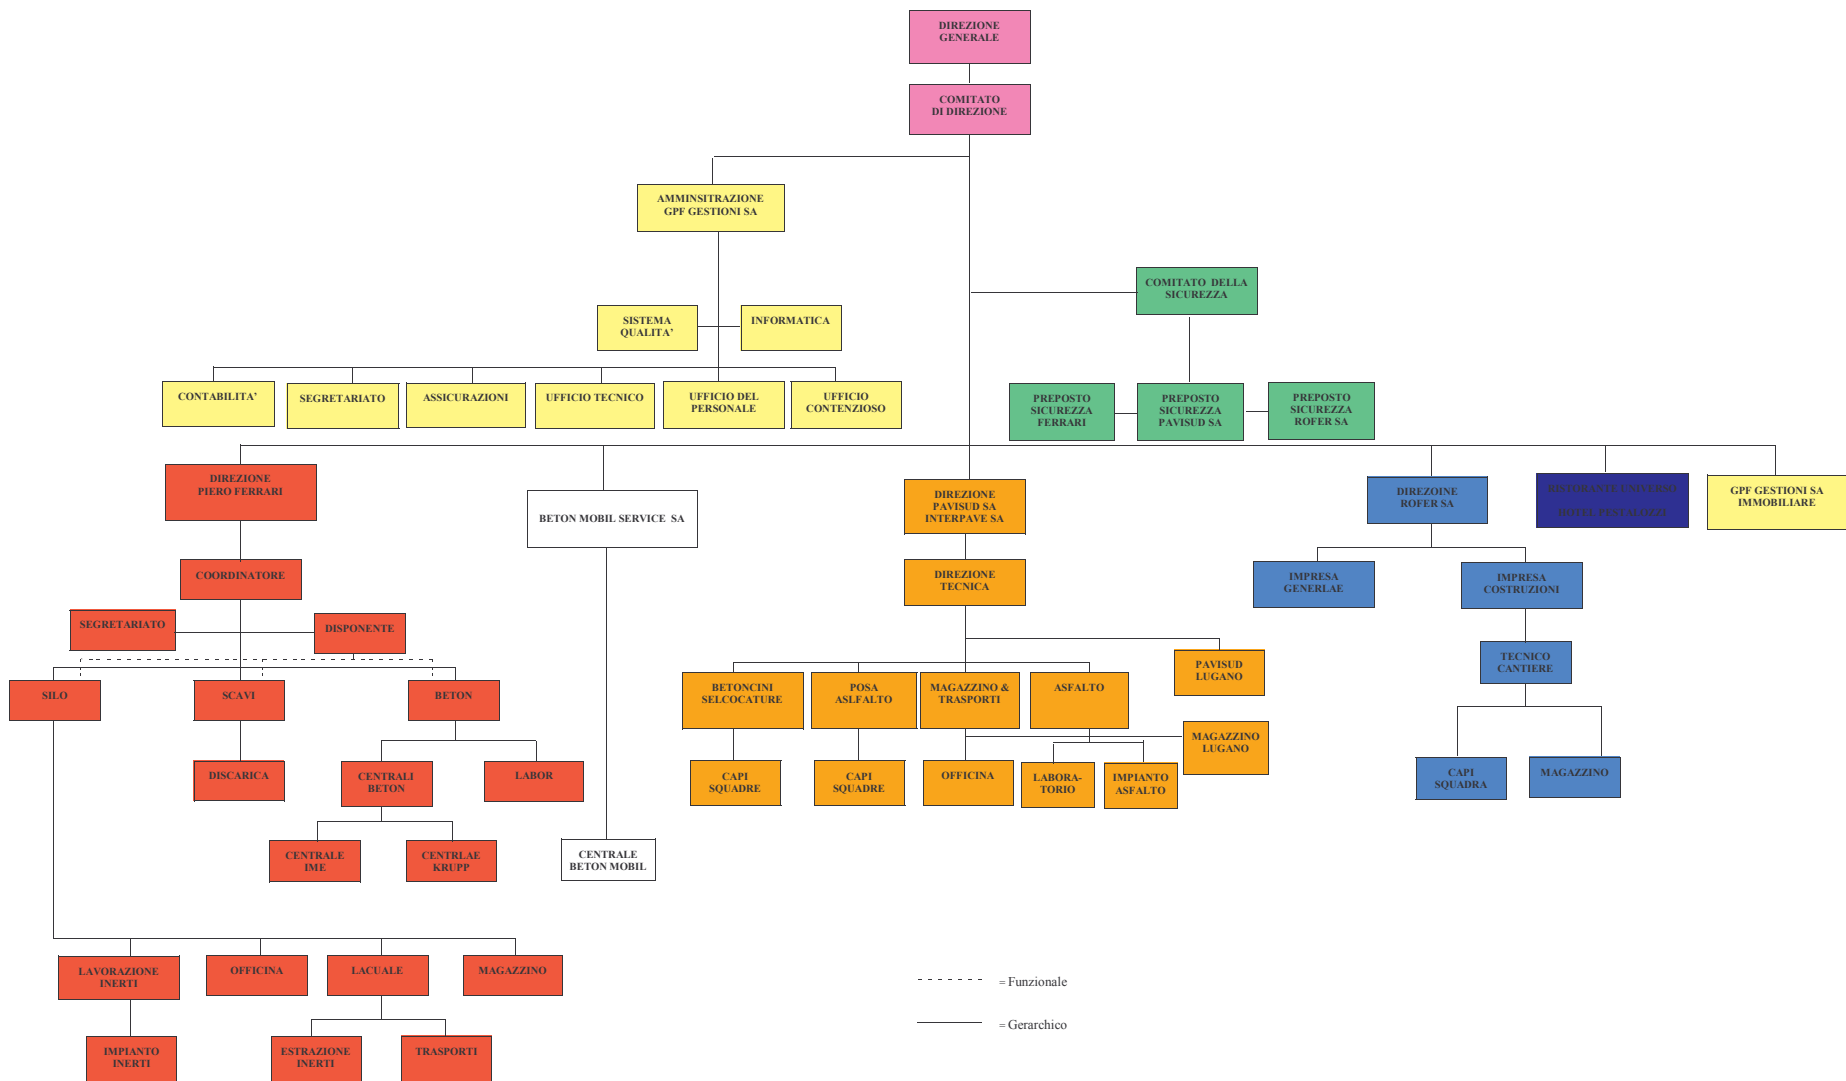 DIREZIONE
GENERALE
COMITATO
DI DIREZIONE
AMMINSITRAZIONE
GPF GESTIONI SA
COMITATO DELLA
SICUREZZA
SISTEMA
QUALITA’
INFORMATICA
CONTABILITA’
SEGRETARIATO
ASSICURAZIONI
UFFICIO TECNICO
UFFICIO DEL
PERSONALE
UFFICIO
CONTENZIOSO
PREPOSTO
SICUREZZA
FERRARI
PREPOSTO
SICUREZZA
PAVISUD SA
PREPOSTO
SICUREZZA
ROFER SA
DIREZIONE
PIERO FERRARI
BETON MOBIL SERVICE SA
DIREZIONE
PAVISUD SA
INTERPAVE SA
DIREZOINE
ROFER SA
GPF GESTIONI SA
IMMOBILIARE
COORDINATORE
DIREZIONE
TECNICA
IMPRESA
GENERLAE
IMPRESA
COSTRUZIONI
SEGRETARIATO
DISPONENTE
TECNICO
CANTIERE
PAVISUD
LUGANO
SILO
SCAVI
BETON
BETONCINI
SELCOCATURE
POSA
ASLFALTO
MAGAZZINO &
TRASPORTI
ASFALTO
MAGAZZINO
LUGANO
DISCARICA
CENTRALI
BETON
LABOR
CAPI
SQUADRE
CAPI
SQUADRE
OFFICINA
LABORA-
TORIO
IMPIANTO
ASFALTO
CAPI
SQUADRA
MAGAZZINO
CENTRALE
IME
CENTRLAE
KRUPP
CENTRALE
BETON MOBIL
LAVORAZIONE
INERTI
OFFICINA
LACUALE
MAGAZZINO
IMPIANTO
INERTI
ESTRAZIONE
INERTI
TRASPORTI
= Funzionale
= Gerarchico